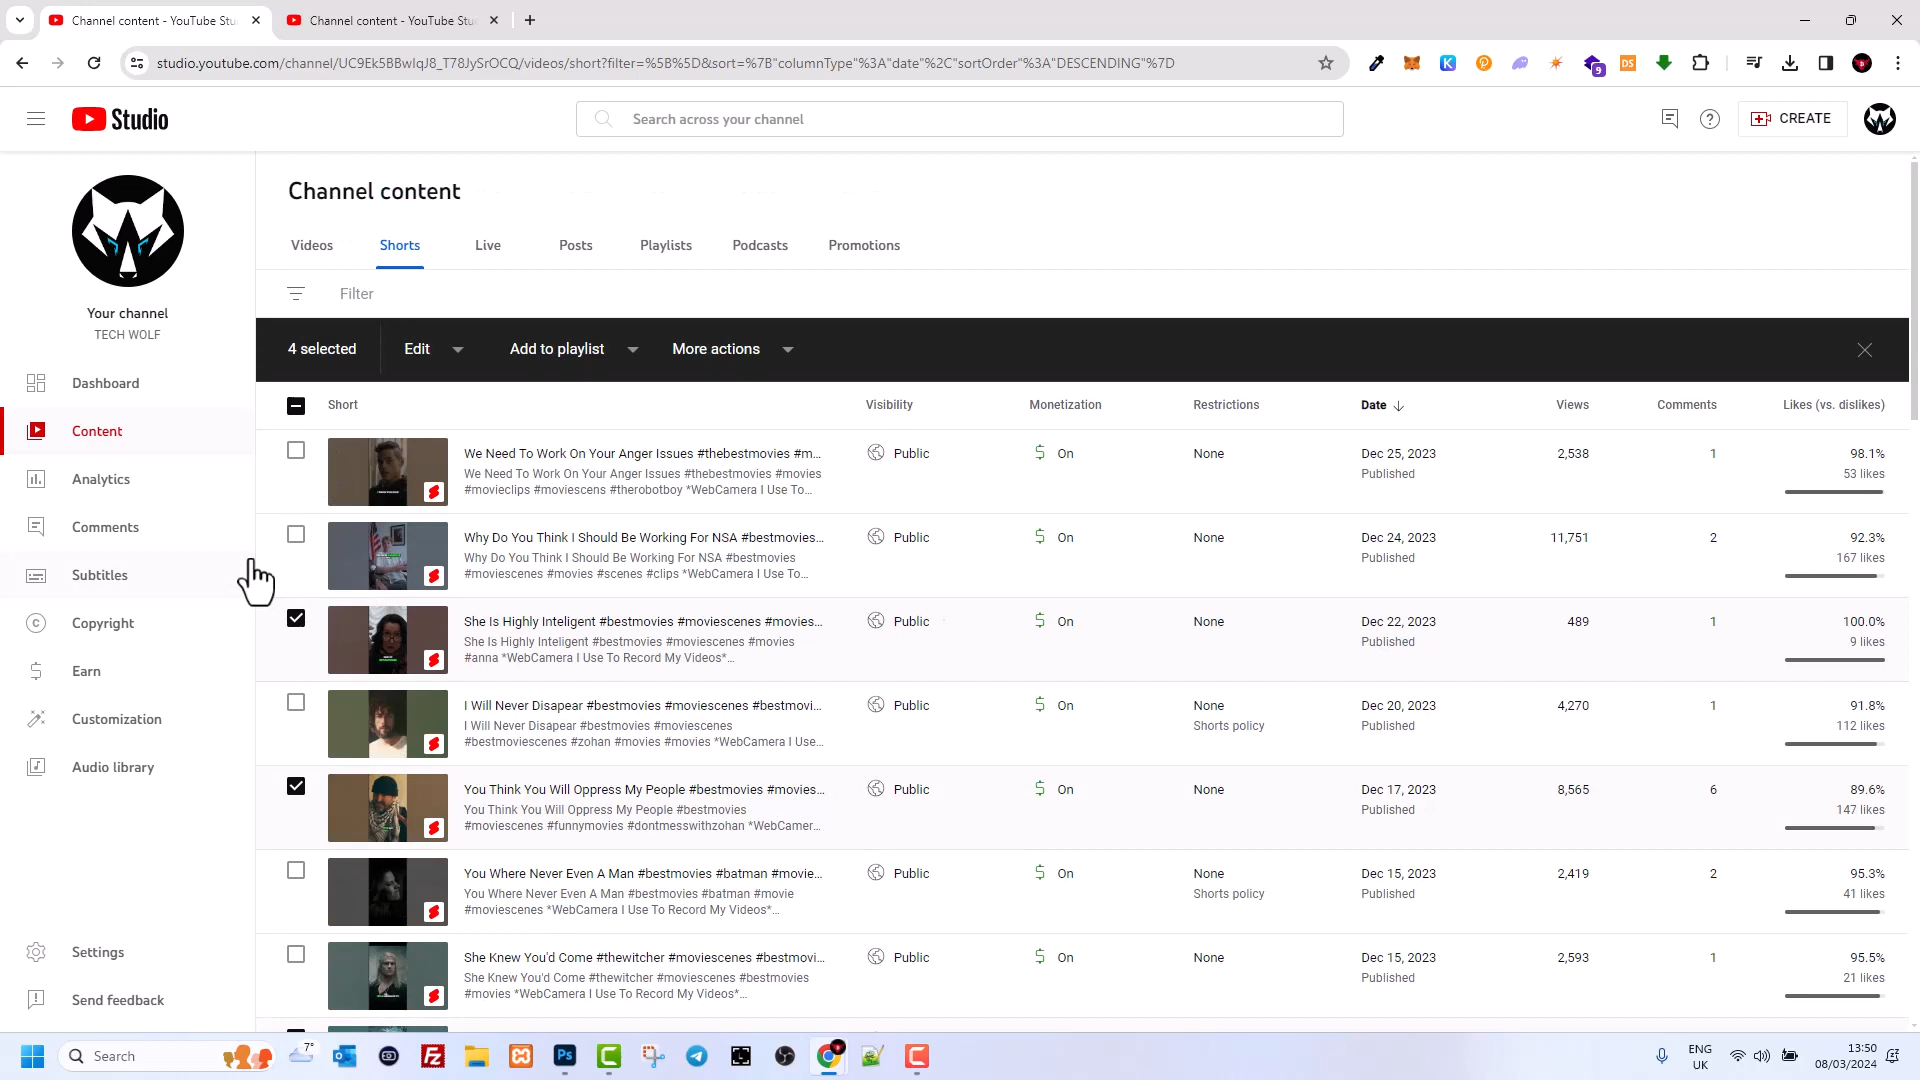 Channel content - YouTube Stu
Channel content - YouTube Stu
studio.youtube.com/channel/UC9Ek5BBwIqJ8_T78JySrOCQ/videos/short?filter=%5B%5D&sort=%7B"columnType"%3A"date"%2C"sortOrder"%3A"DESCENDING"%7D
9
DS
Studio
Search across your channel
CREATE
Your channel
TECH WOLF
Dashboard
Content
Analytics
Comments
Subtitles
Copyright
Earn
Customization
Audio library
Settings
Send feedback
Channel content
Videos Shorts Live Posts Playlists Podcasts Promotions
Filter
4 selected Edit Add to playlist More actions
Short Visibility Monetization Restrictions Date Views Comments Likes (vs. dislikes)
We Need To Work On Your Anger Issues #thebestmovies #m... Public On None Dec 25, 2023 2,538 1 98.1%
We Need To Work On Your Anger Issues #thebestmovies #movies Published 53 likes
#movieclips #moviescens #therobotboy *WebCamera I Use To...
Why Do You Think I Should Be Working For NSA #bestmovies... Public On None Dec 24, 2023 11,751 2 92.3%
Why Do You Think I Should Be Working For NSA #bestmovies Published 167 likes
#moviescenes #movies #scenes #clips *WebCamera I Use To...
She Is Highly Inteligent #bestmovies #moviescenes #movies... Public On None Dec 22, 2023 489 1 100.0%
She Is Highly Inteligent #bestmovies #moviescenes #movies Published 9 likes
#anna *WebCamera I Use To Record My Videos*...
I Will Never Disapear #bestmovies #moviescenes #bestmovi... Public On None Dec 20, 2023 4,270 1 91.8%
I Will Never Disapear #bestmovies #moviescenes Shorts policy Published 112 likes
#bestmoviescenes #zohan #movies #movies *WebCamera I Use...
You Think You Will Oppress My People #bestmovies #movies... Public On None Dec 17, 2023 8,565 6 89.6%
You Think You Will Oppress My People #bestmovies Published 147 likes
#moviescenes #funnymovies #dontmesswithzohan *WebCamer...
You Where Never Even A Man #bestmovies #batman #movie... Public On None Dec 15, 2023 2,419 2 95.3%
You Where Never Even A Man #bestmovies #batman #movie Shorts policy Published 41 likes
#moviescenes *WebCamera I Use To Record My Videos*...
She Knew You'd Come #thewitcher #moviescenes #bestmovi... Public On None Dec 15, 2023 2,593 1 95.5%
She Knew You'd Come #thewitcher #moviescenes #bestmovies Published 21 likes
#movies *WebCamera I Use To Record My Videos*...
Search 7° ENG 13:50
UK 08/03/2024